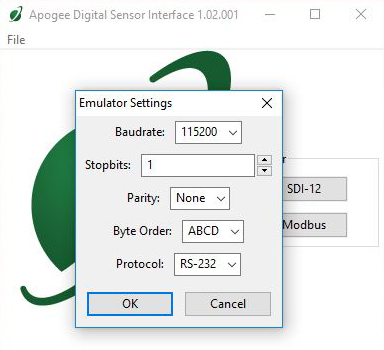 Apogee Digital Sensor Interface 1.02.001
File
Emulator Settings
Baudrate: 115200
Stopbits: 1
Parity: None
Byte Order: ABCD
Protocol: RS-232
OK Cancel
r
SDI-12
Modbus